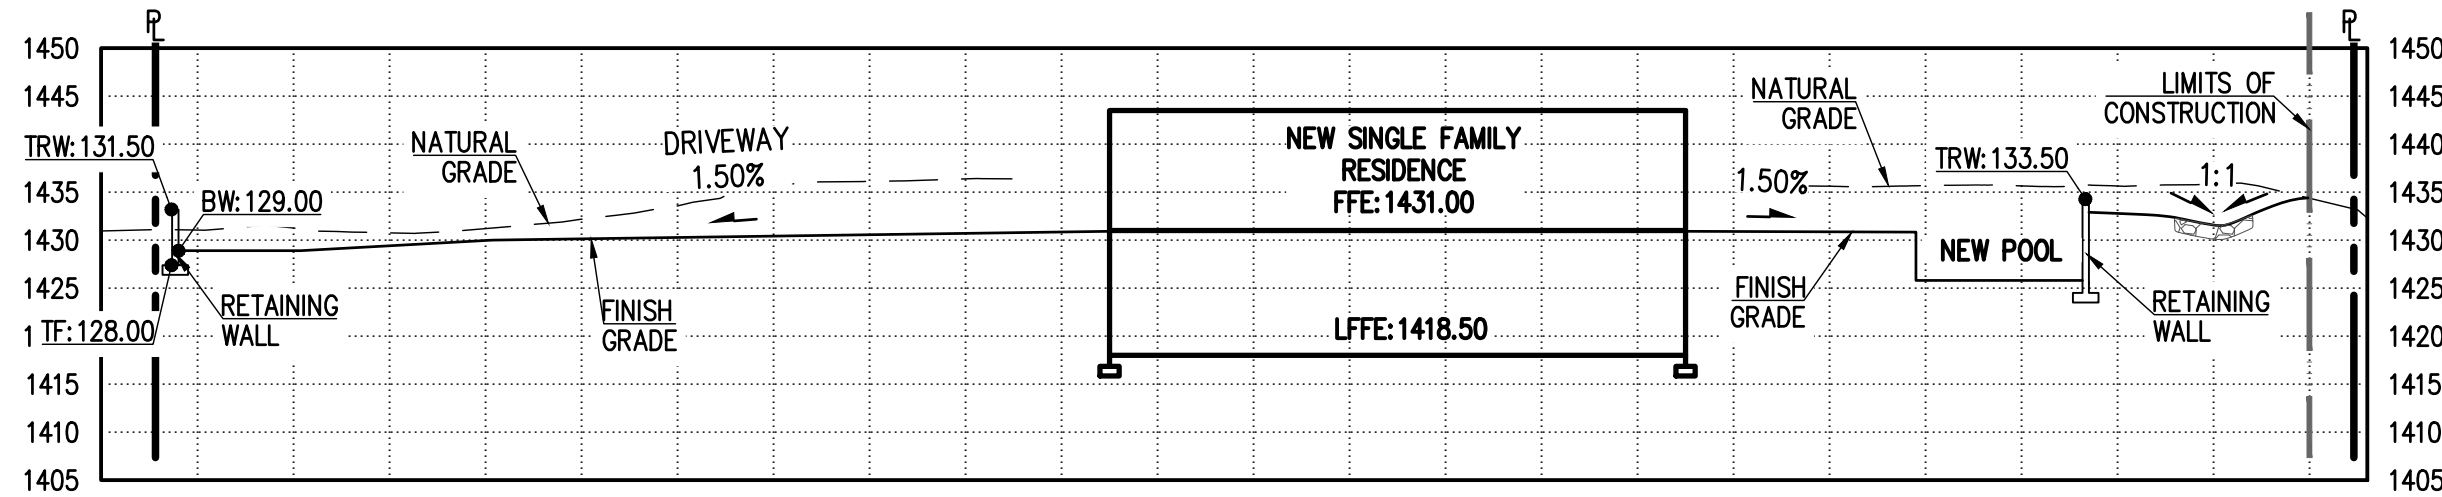 PL
PL
1450
1445
1440
1435
1430
1425
1
1415
1410
1405
TRW: 131.50
BW: 129.00
TF: 128.00
RETAINING
WALL
NATURAL
GRADE
DRIVEWAY
1.50%
FINISH
GRADE
NEW SINGLE FAMILY
RESIDENCE
FFE: 1431.00
LFFE: 1418.50
NATURAL
GRADE
1.50%
FINISH
GRADE
NEW POOL
TRW: 133.50
RETAINING
WALL
1:1
LIMITS OF
CONSTRUCTION
1450
1445
1440
1435
1430
1425
1420
1415
1410
1405